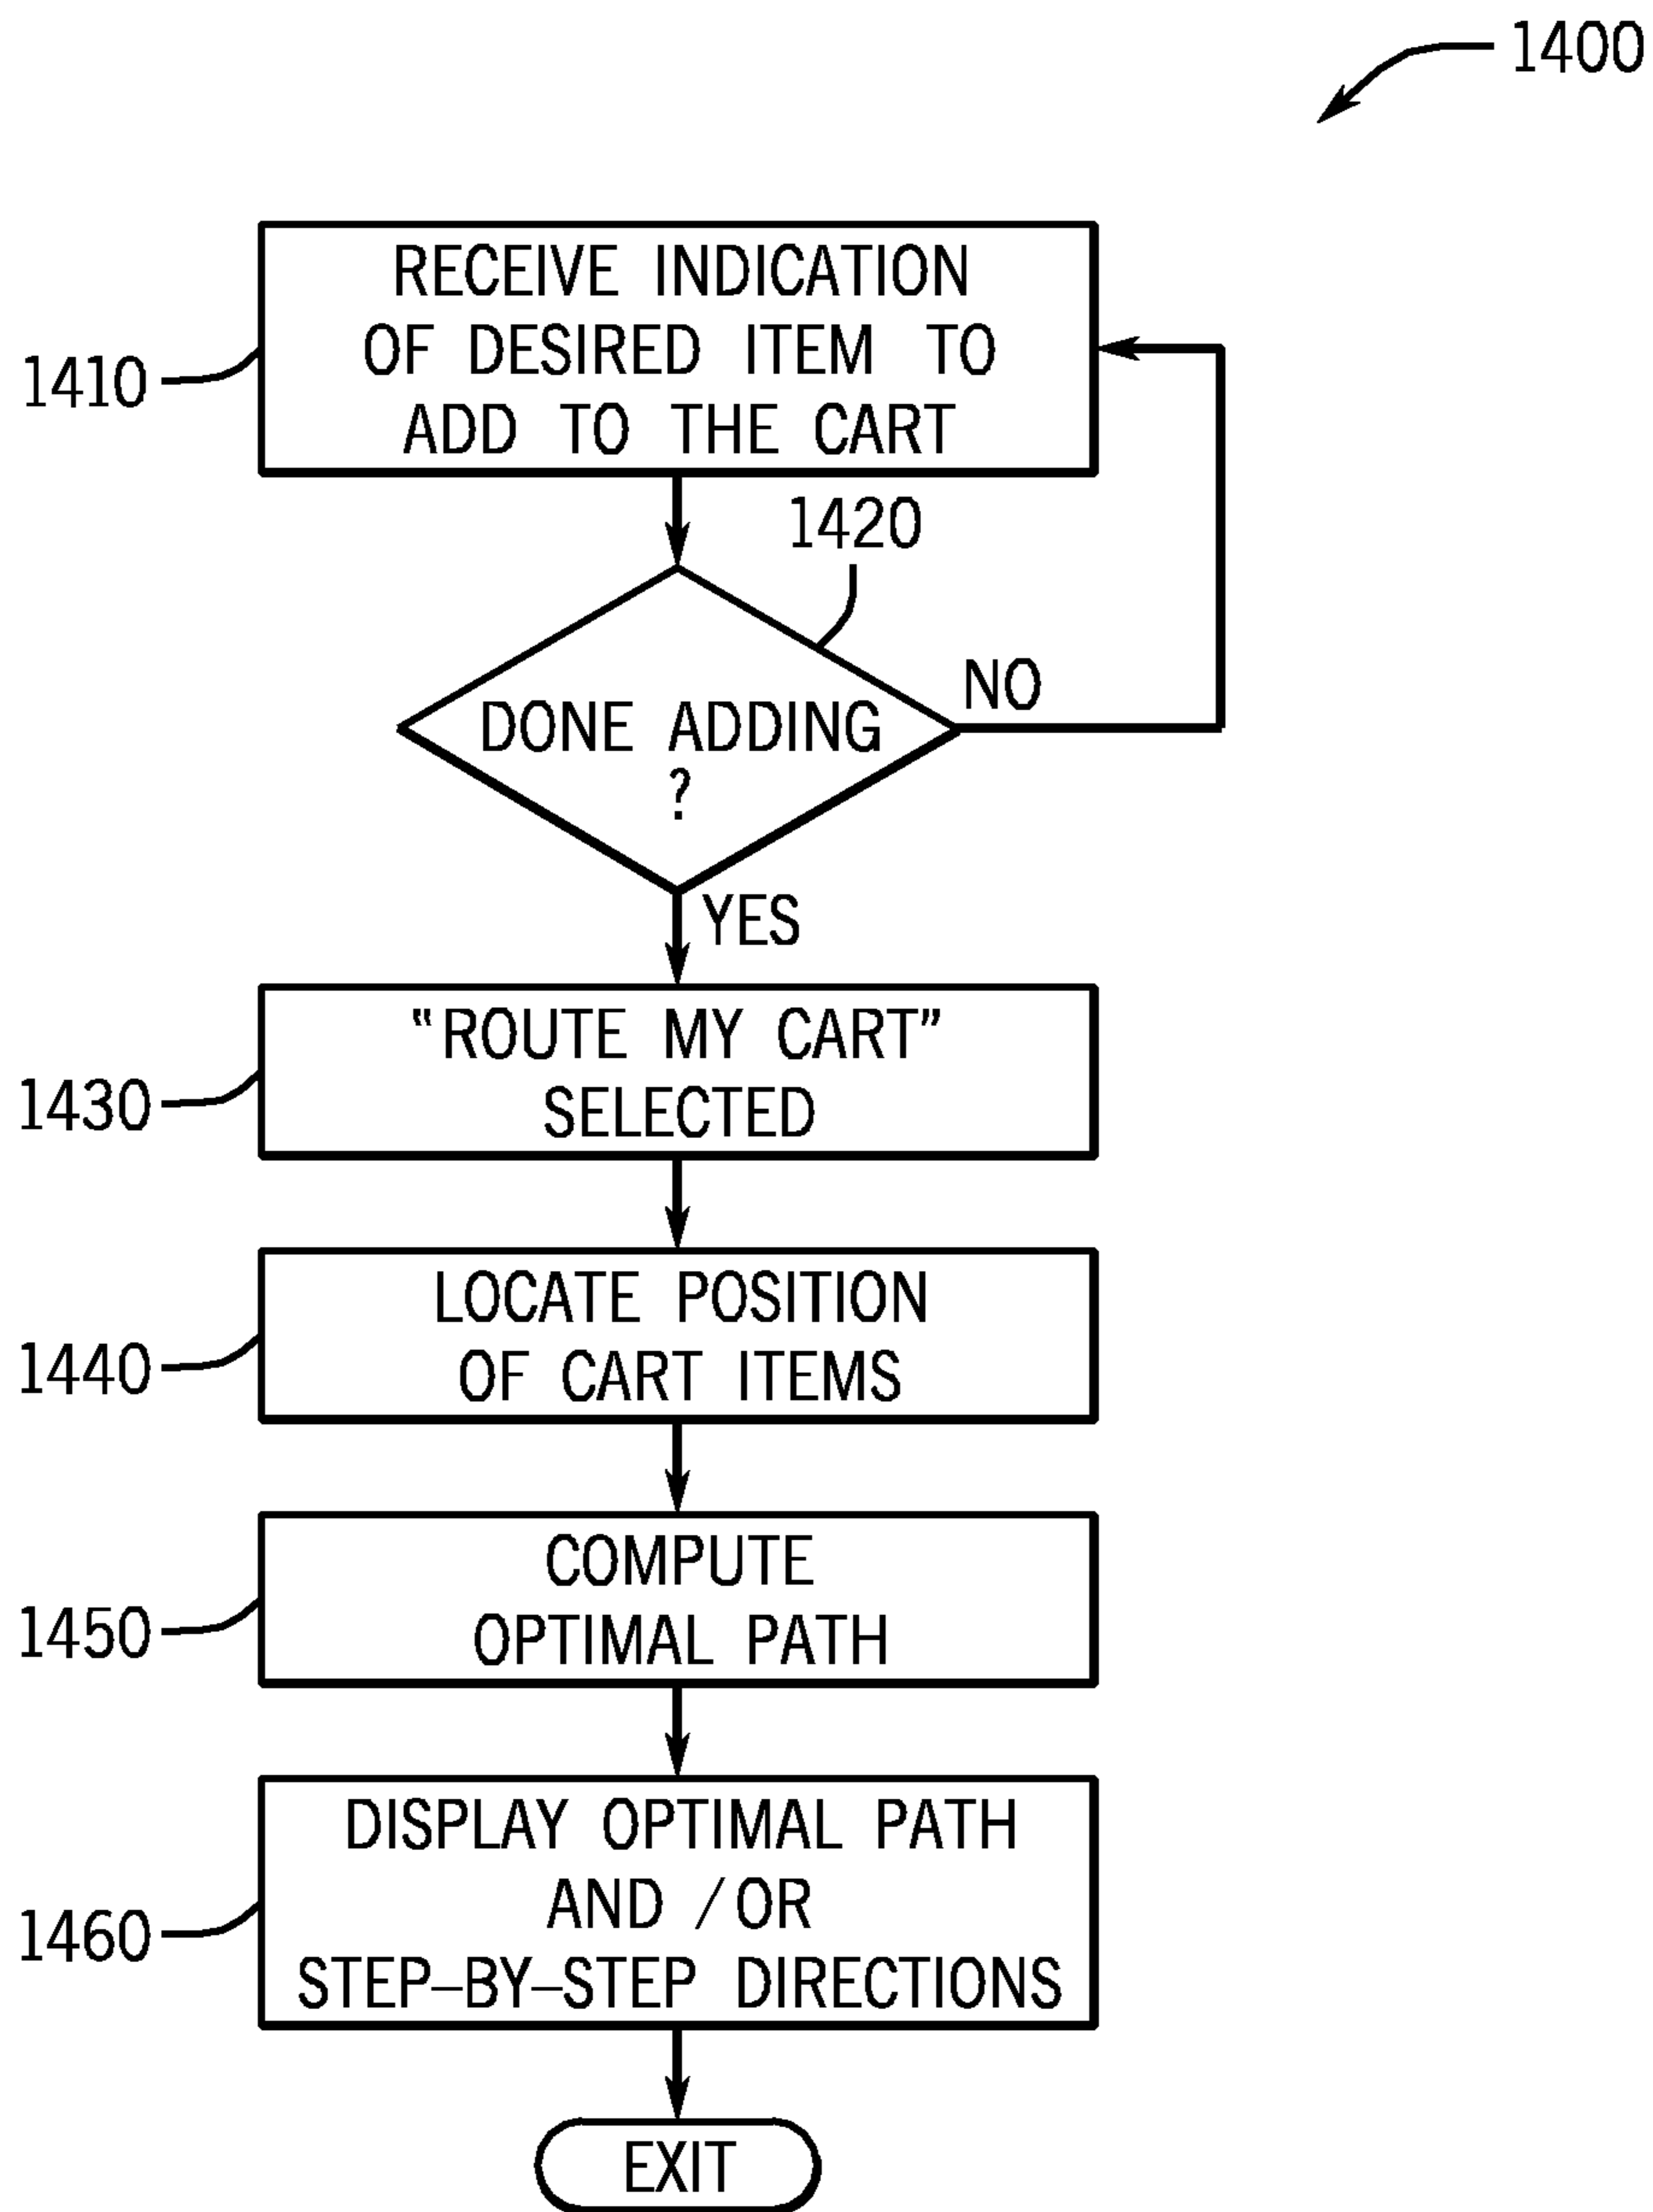 1400
RECEIVE INDICATION
OF DESIRED ITEM TO
ADD TO THE CART
1410
1420
DONE ADDING
?
NO
YES
"ROUTE MY CART"
SELECTED
1430
LOCATE POSITION
OF CART ITEMS
1440
COMPUTE
OPTIMAL PATH
1450
DISPLAY OPTIMAL PATH
AND /OR
STEP–BY–STEP DIRECTIONS
1460
EXIT